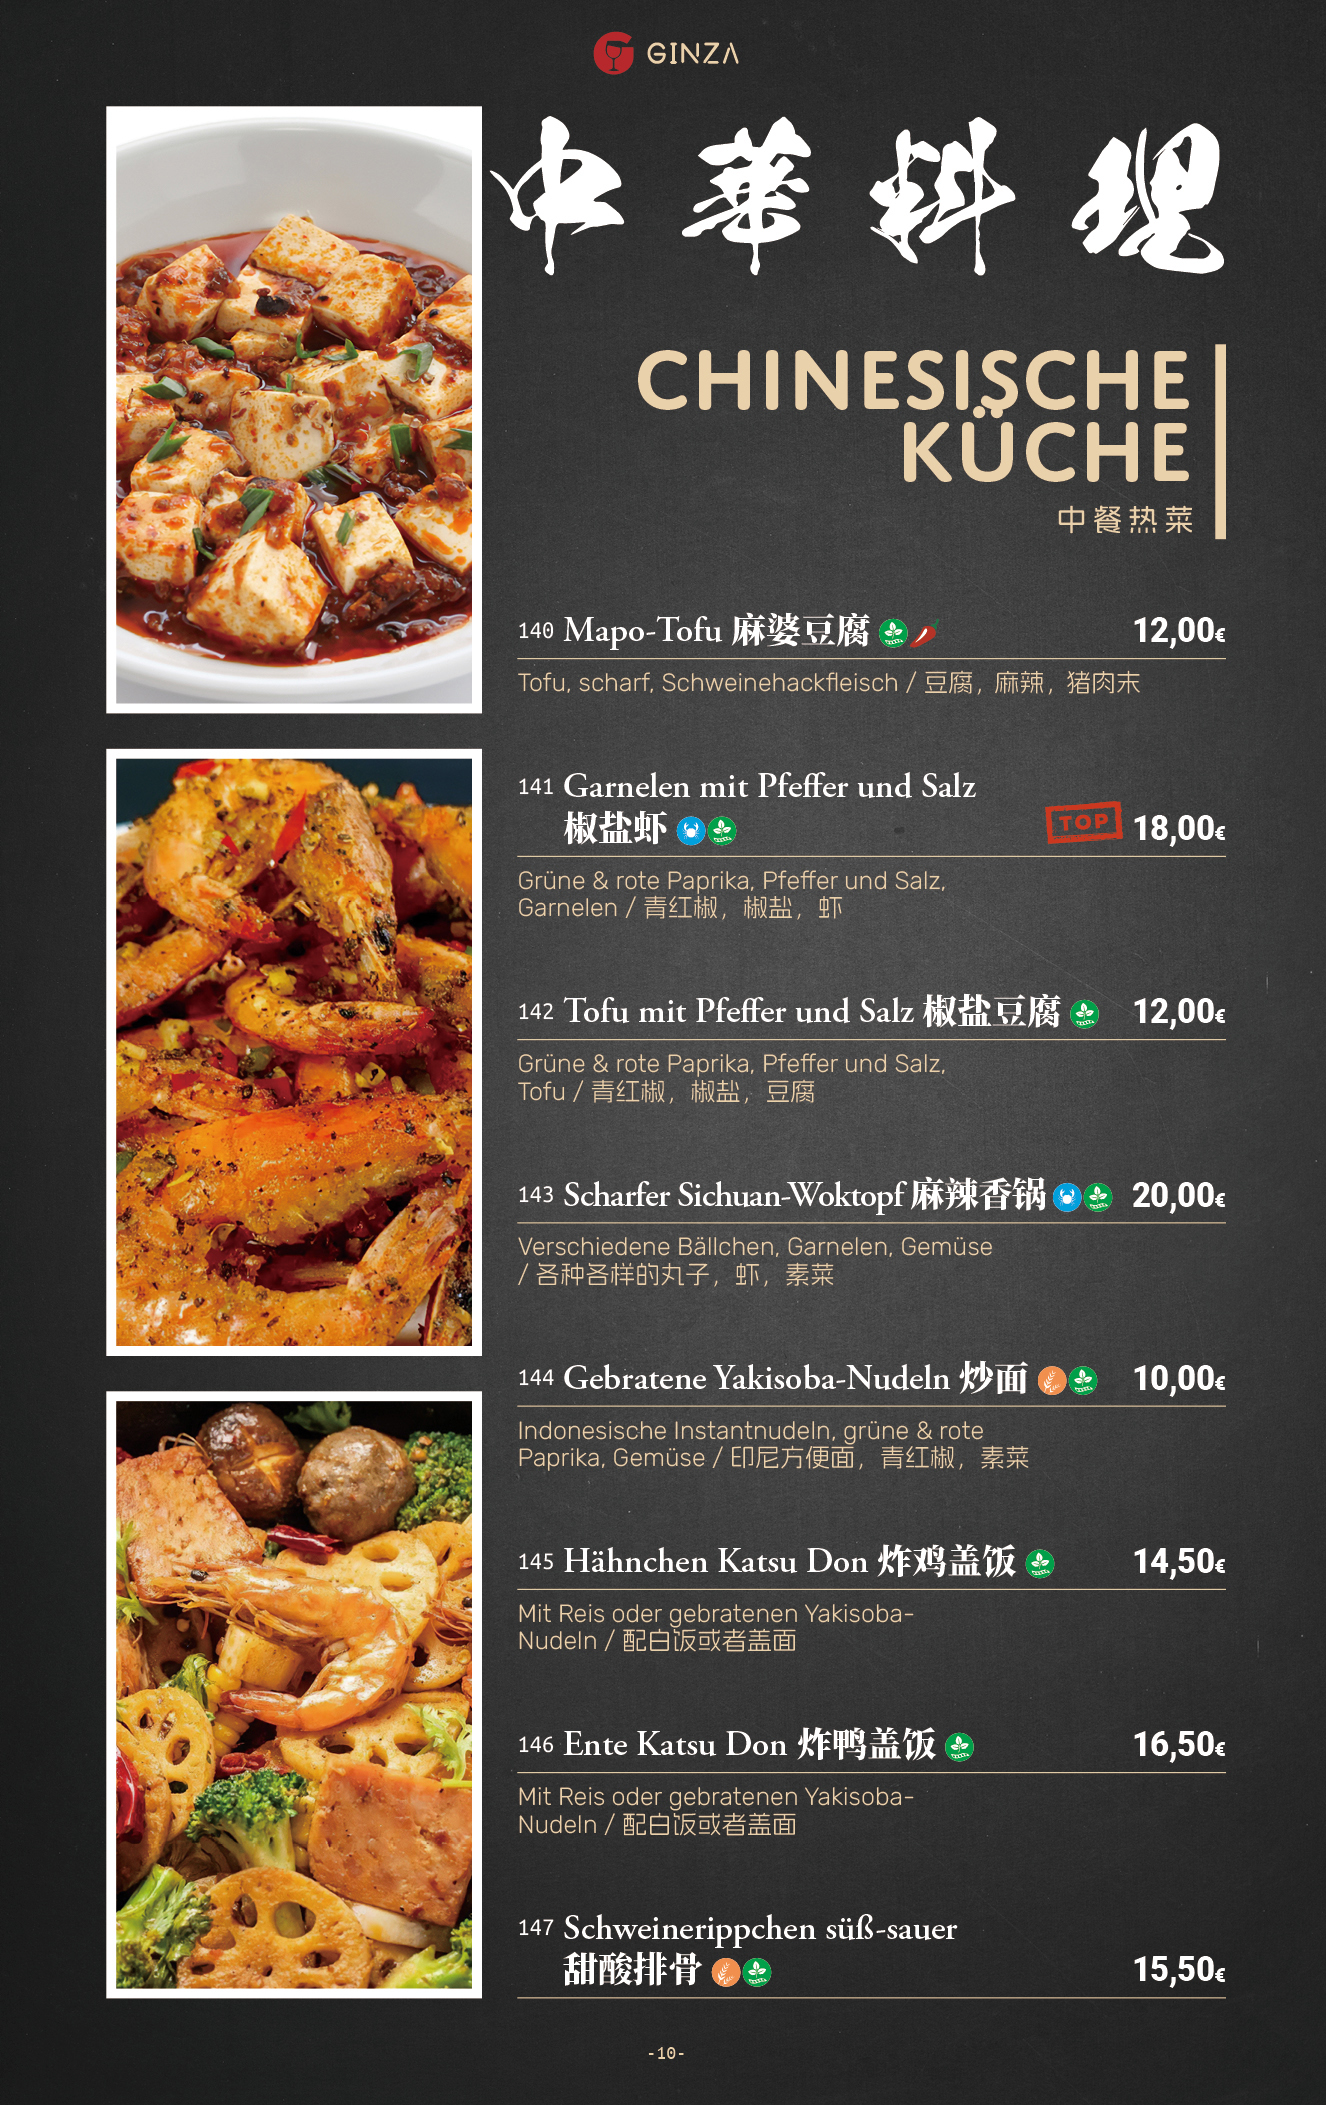 GINZA
中華料理
CHINESISCHE
KÜCHE
中餐热菜
140 Mapo-Tofu 麻婆豆腐 12,00€
Tofu, scharf, Schweinehackfleisch / 豆腐，麻辣，猪肉末
141 Garnelen mit Pfeffer und Salz
椒盐虾 TOP 18,00€
Grüne & rote Paprika, Pfeffer und Salz,
Garnelen / 青红椒，椒盐，虾
142 Tofu mit Pfeffer und Salz 椒盐豆腐 12,00€
Grüne & rote Paprika, Pfeffer und Salz,
Tofu / 青红椒，椒盐，豆腐
143 Scharfer Sichuan-Woktopf 麻辣香锅 20,00€
Verschiedene Bällchen, Garnelen, Gemüse
/ 各种各样的丸子，虾，素菜
144 Gebratene Yakisoba-Nudeln 炒面 10,00€
Indonesische Instantnudeln, grüne & rote
Paprika, Gemüse / 印尼方便面，青红椒，素菜
145 Hähnchen Katsu Don 炸鸡盖饭 14,50€
Mit Reis oder gebratenen Yakisoba-
Nudeln / 配白饭或者盖面
146 Ente Katsu Don 炸鸭盖饭 16,50€
Mit Reis oder gebratenen Yakisoba-
Nudeln / 配白饭或者盖面
147 Schweinerippchen süß-sauer
甜酸排骨 15,50€
-10-